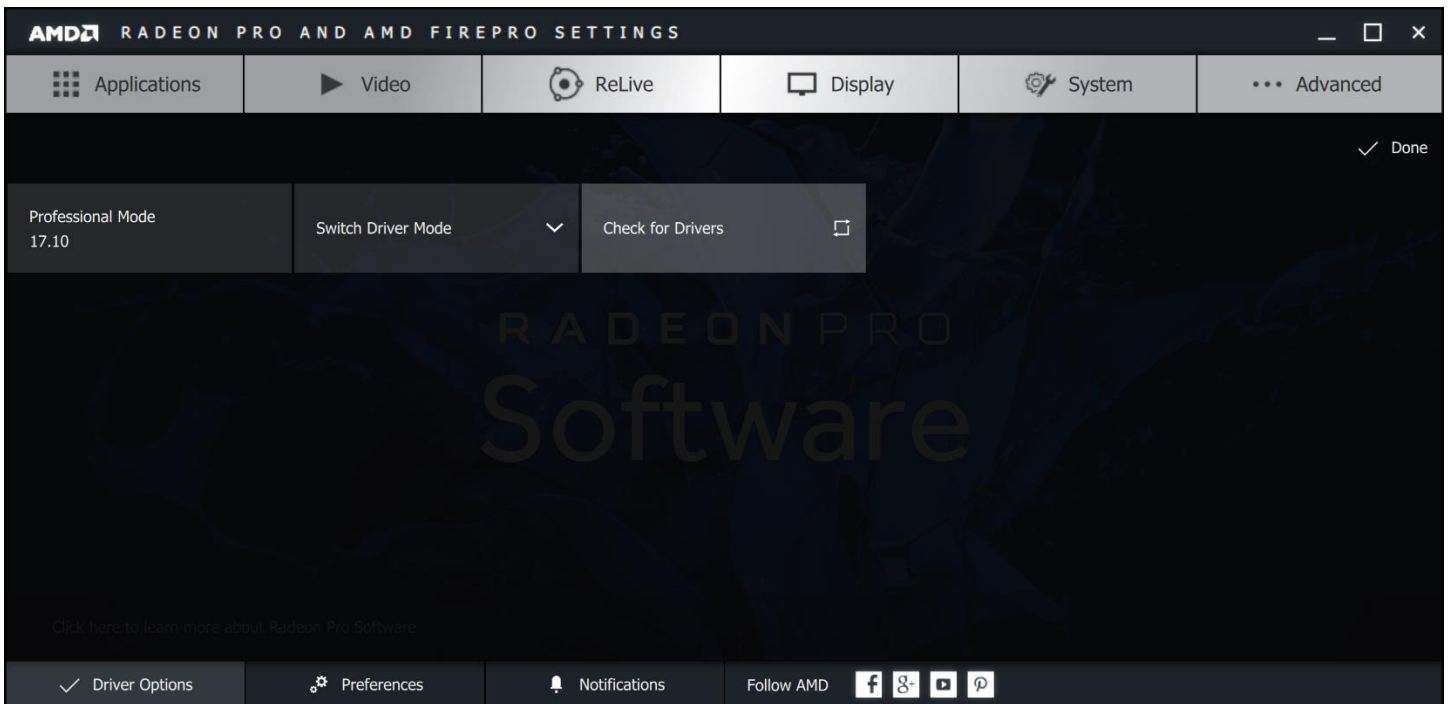 AMD RADEON PRO AND AMD FIREPRO SETTINGS
Applications Video ReLive Display System Advanced
Done
Professional Mode
17.10
Switch Driver Mode
Check for Drivers
RADEON PRO
Software
Click here to learn more about Radeon Pro Software
Driver Options Preferences Notifications Follow AMD f g+